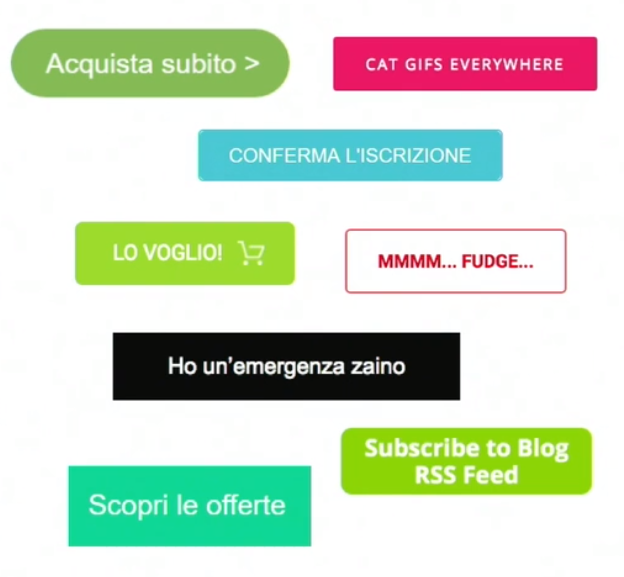 Acquista subito >
CAT GIFS EVERYWHERE
CONFERMA L'ISCRIZIONE
LO VOGLIO!
MMMM... FUDGE...
Ho un'emergenza zaino
Subscribe to Blog
RSS Feed
Scopri le offerte